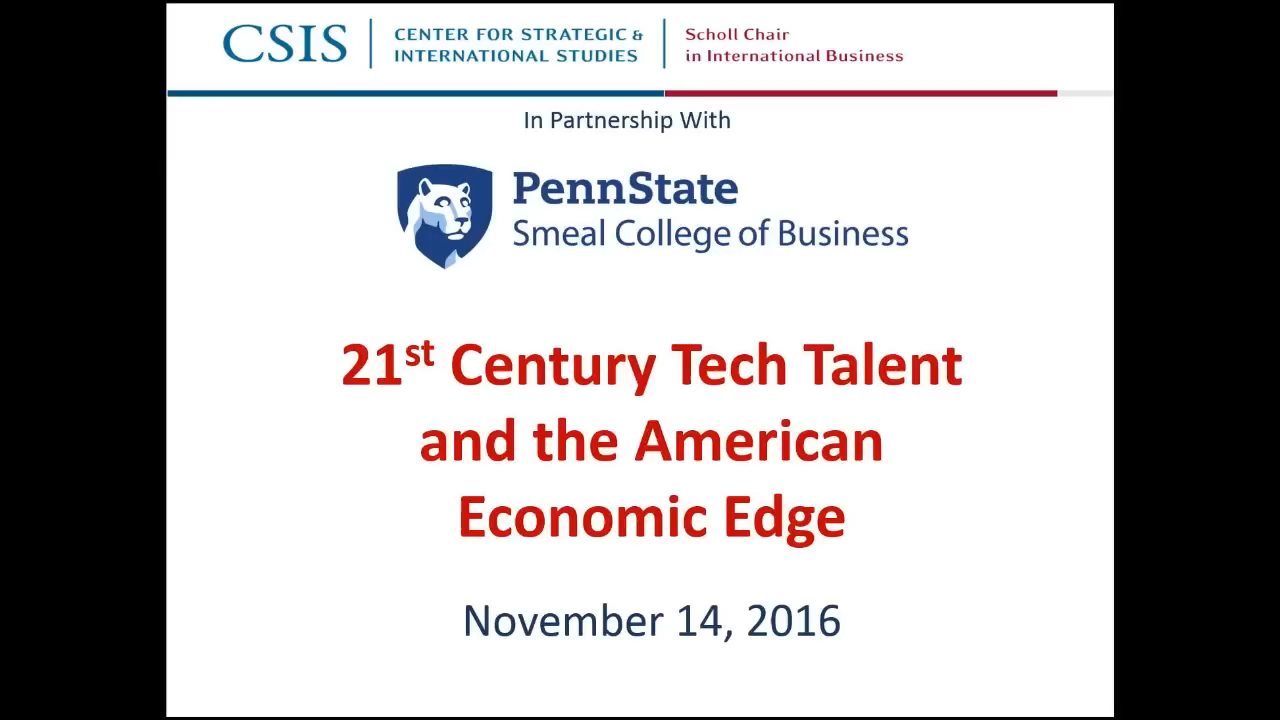 CSIS
CENTER FOR STRATEGIC &
INTERNATIONAL STUDIES
Scholl Chair
in International Business
In Partnership With
PennState
Smeal College of Business
21st Century Tech Talent
and the American
Economic Edge
November 14, 2016